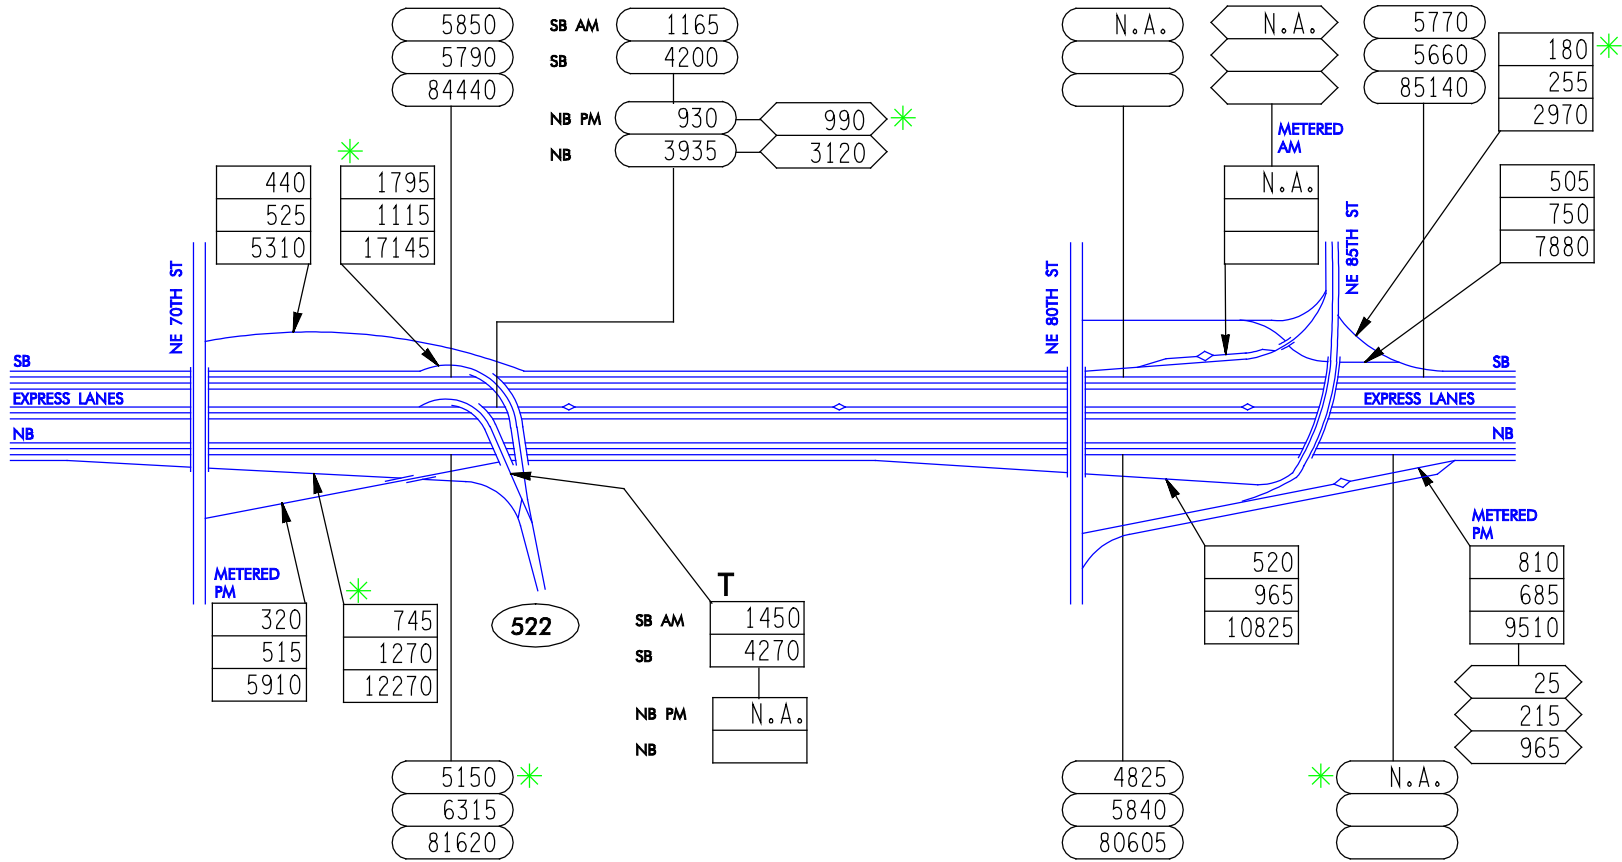 5850
5790
84440
SB AM 1165
SB 4200
NB PM 930 990
NB 3935 3120
N.A.
N.A.
5770
5660
85140
180
255
2970
METERED
AM
N.A.
440
525
5310
1795
1115
17145
505
750
7880
NE 70TH ST
NE 80TH ST
NE 85TH ST
SB
SB
EXPRESS LANES
EXPRESS LANES
NB
NB
METERED
PM
320
515
5910
745
1270
12270
522
T
SB AM 1450
SB 4270
NB PM N.A.
NB
520
965
10825
METERED
PM
810
685
9510
25
215
965
5150
6315
81620
4825
5840
80605
N.A.